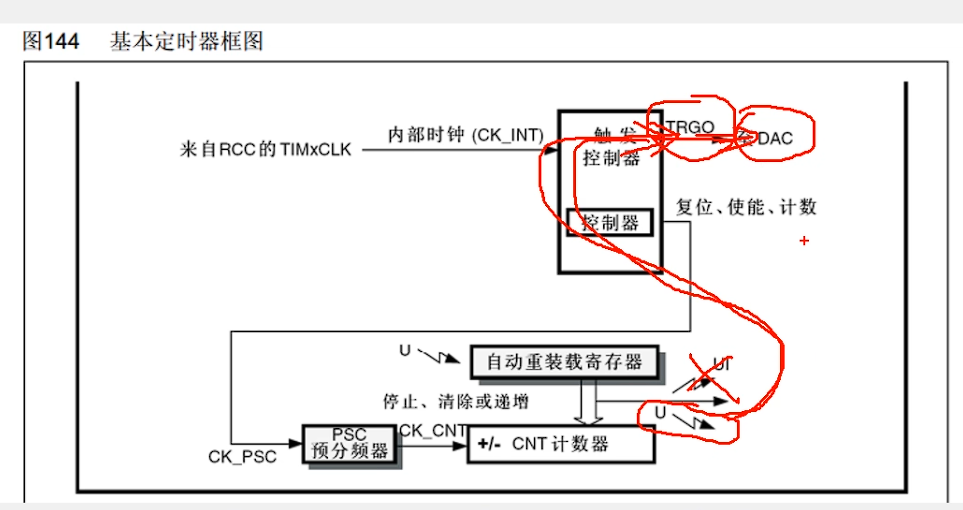 图144 基本定时器框图
来自RCC的TIMxCLK
内部时钟 (CK_INT)
触发
控制器
TRGO
至 DAC
控制器
复位、使能、计数
U
自动重装载寄存器
UI
停止、清除或递增
U
CK_PSC
PSC
预分频器
CK_CNT
+/- CNT 计数器